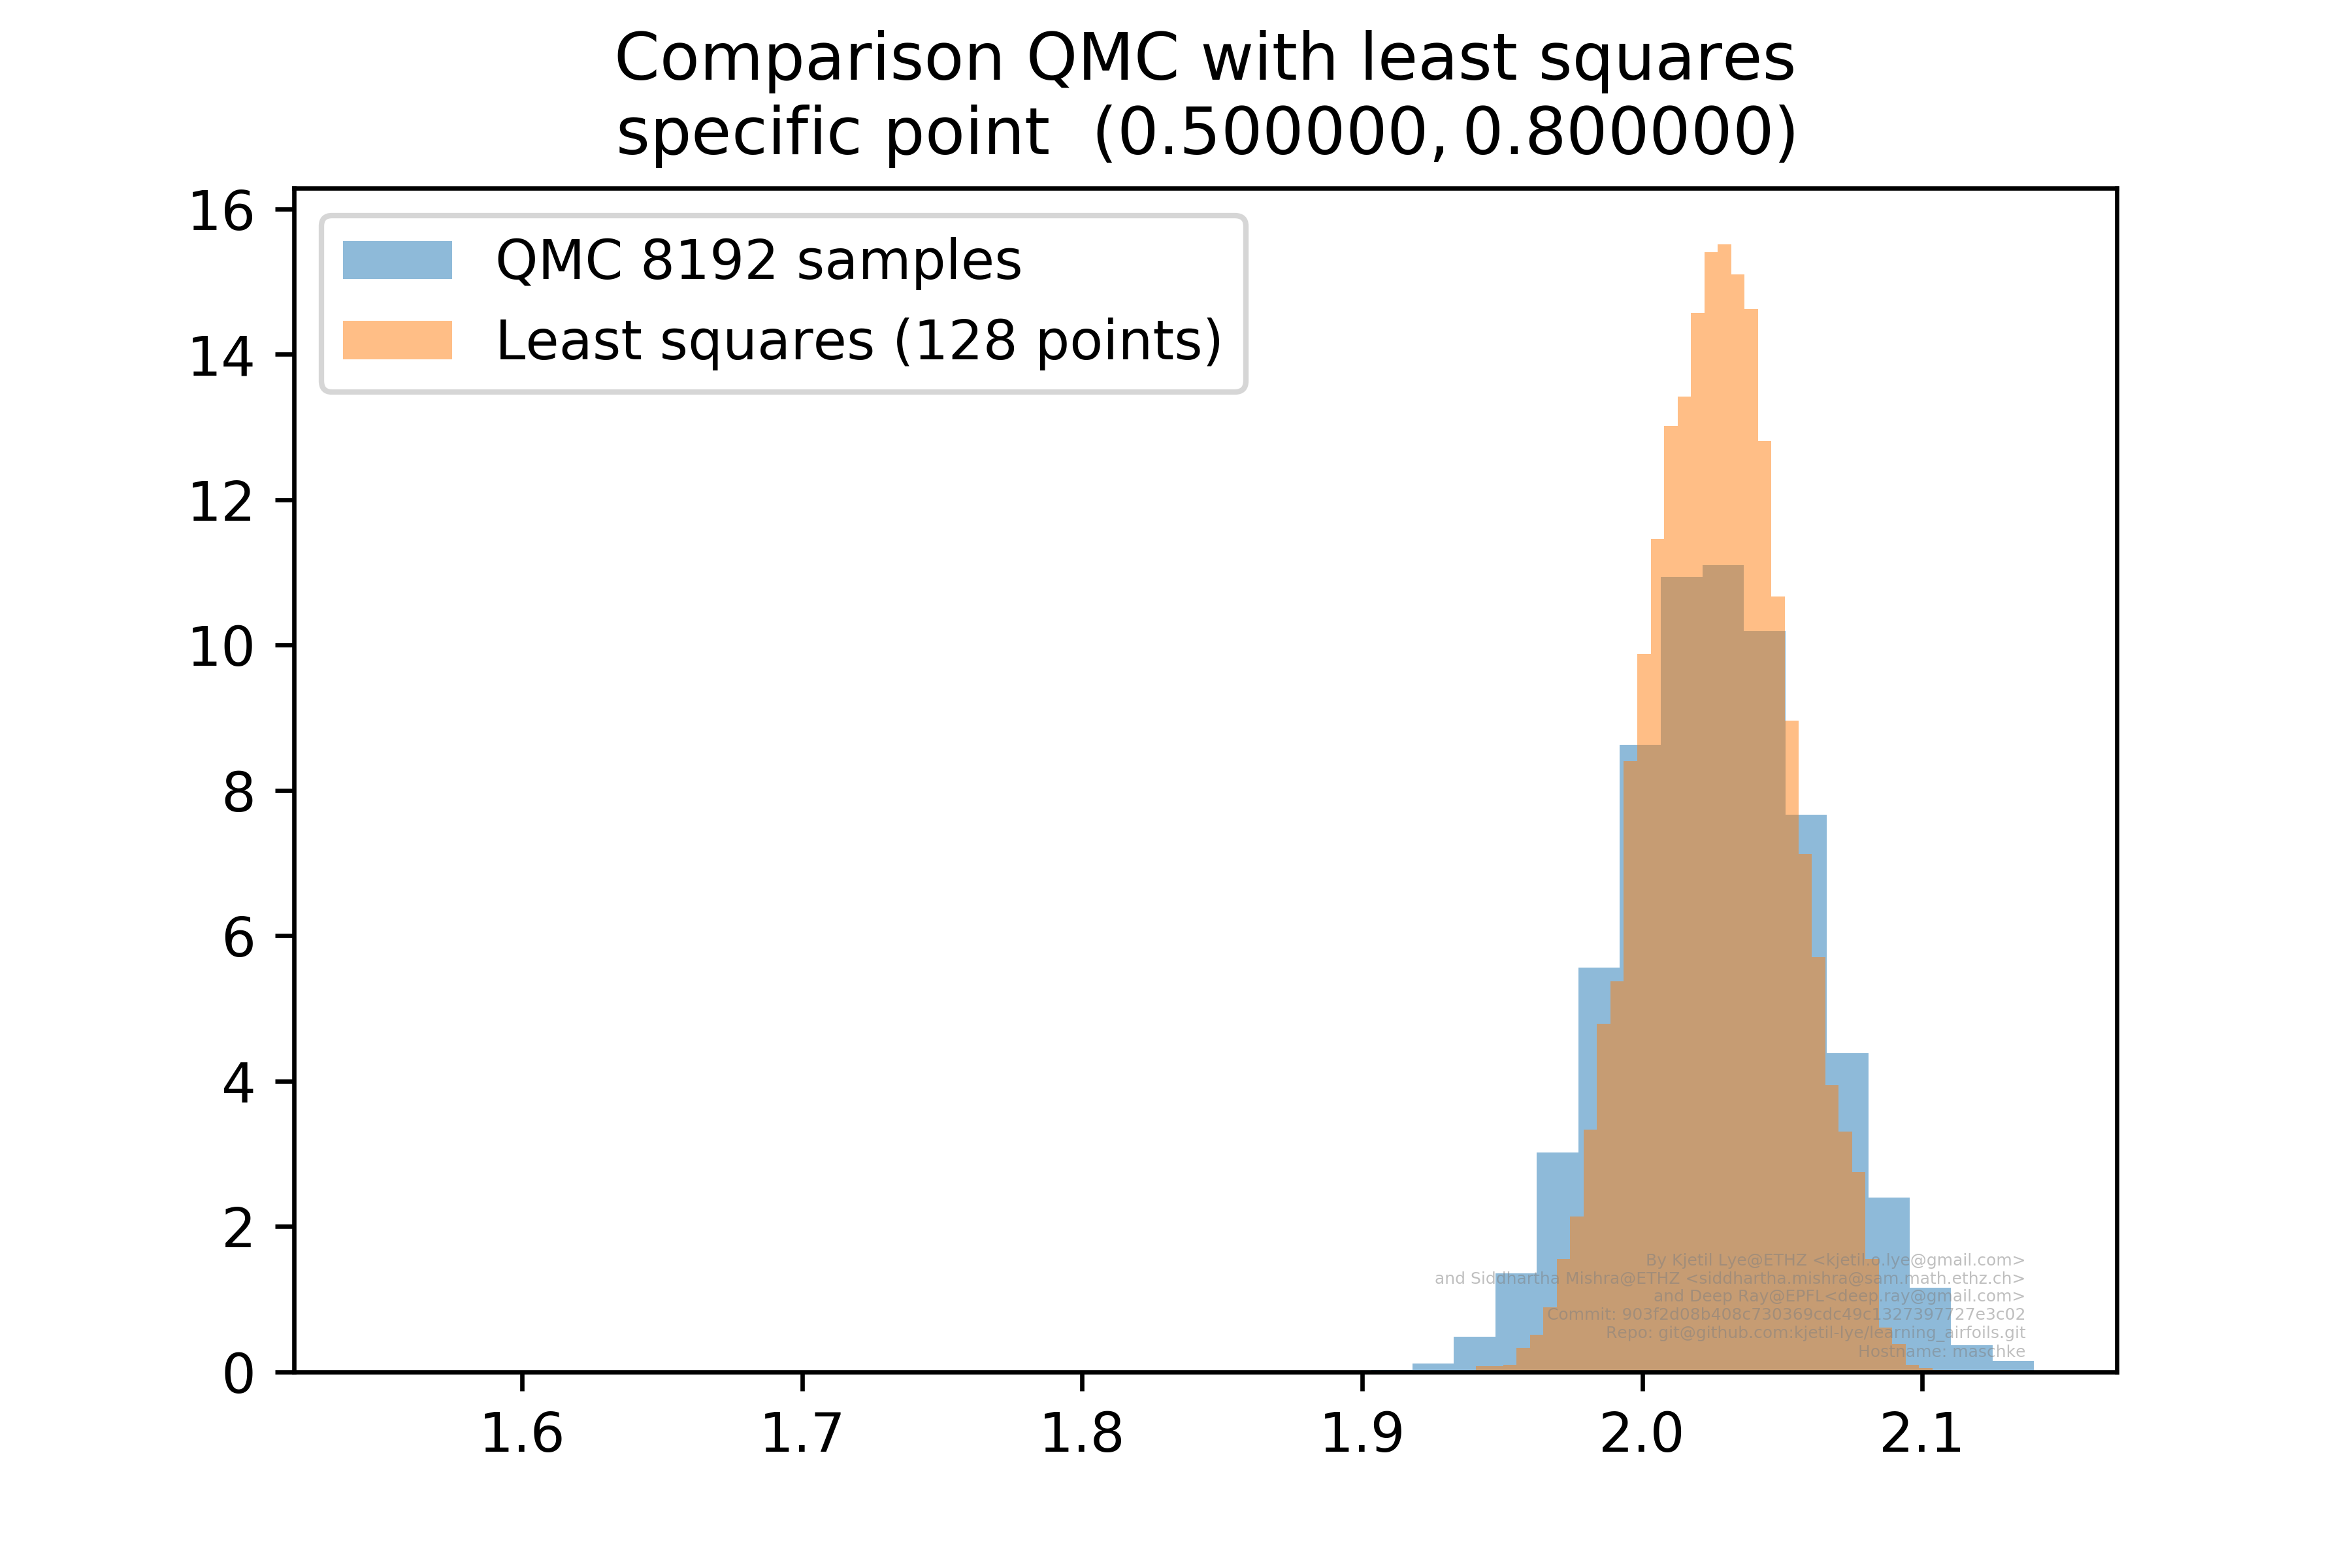 Comparison QMC with least squares
specific point (0.500000, 0.800000)
16
14
12
10
8
6
4
2
0
QMC 8192 samples
Least squares (128 points)
By Kjetil Lye@ETHZ <kjetil.o.lye@gmail.com>
and Siddhartha Mishra@ETHZ <siddhartha.mishra@sam.math.ethz.ch>
and Deep Ray@EPFL<deep.ray@gmail.com>
Commit: 903f2d08b408c730369cdc49c1327397727e3c02
Repo: git@github.com:kjetil-lye/learning_airfoils.git
Hostname: maschke
1.6 1.7 1.8 1.9 2.0 2.1